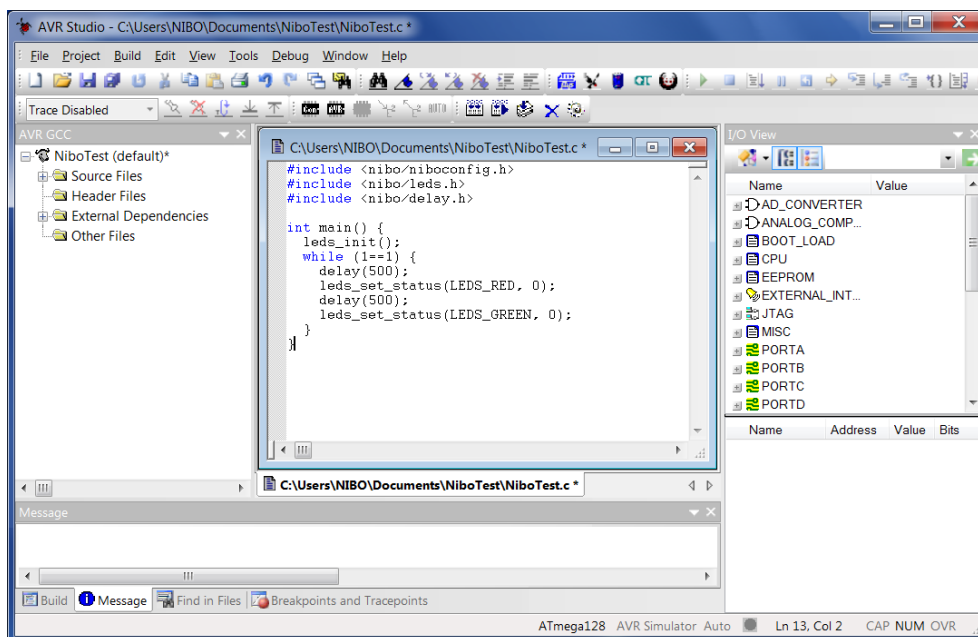 AVR Studio - C:\Users\NIBO\Documents\NiboTest\NiboTest.c *
File Project Build Edit View Tools Debug Window Help
Trace Disabled
AVR GCC
NiboTest (default)*
Source Files
Header Files
External Dependencies
Other Files
C:\Users\NIBO\Documents\NiboTest\NiboTest.c *
#include <nibo/niboconfig.h>
#include <nibo/leds.h>
#include <nibo/delay.h>
int main() {
leds_init();
while (1==1) {
delay(500);
leds_set_status(LEDS_RED, 0);
delay(500);
leds_set_status(LEDS_GREEN, 0);
}
}
C:\Users\NIBO\Documents\NiboTest\NiboTest.c *
I/O View
Name Value
AD_CONVERTER
ANALOG_COMP...
BOOT_LOAD
CPU
EEPROM
EXTERNAL_INT...
JTAG
MISC
PORTA
PORTB
PORTC
PORTD
Name Address Value Bits
Message
Build Message Find in Files Breakpoints and Tracepoints
ATmega128 AVR Simulator Auto Ln 13, Col 2 CAP NUM OVR